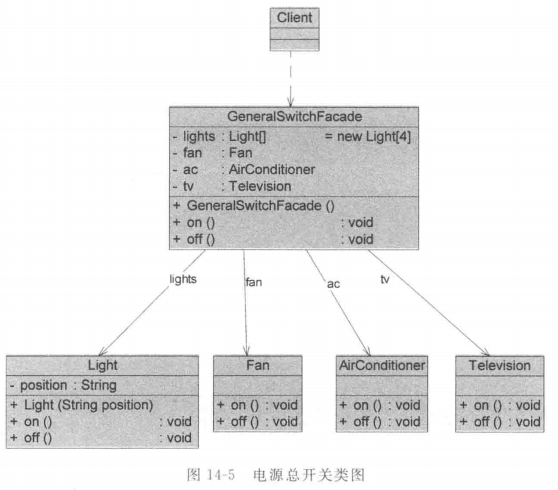 Client
GeneralSwitchFacade
- lights : Light[] = new Light[4]
- fan : Fan
- ac : AirConditioner
- tv : Television
+ GeneralSwitchFacade ()
+ on () : void
+ off () : void
lights
fan
ac
tv
Light
- position : String
+ Light (String position)
+ on () : void
+ off () : void
Fan
+ on () : void
+ off () : void
AirConditioner
+ on () : void
+ off () : void
Television
+ on () : void
+ off () : void
图 14-5 电源总开关类图